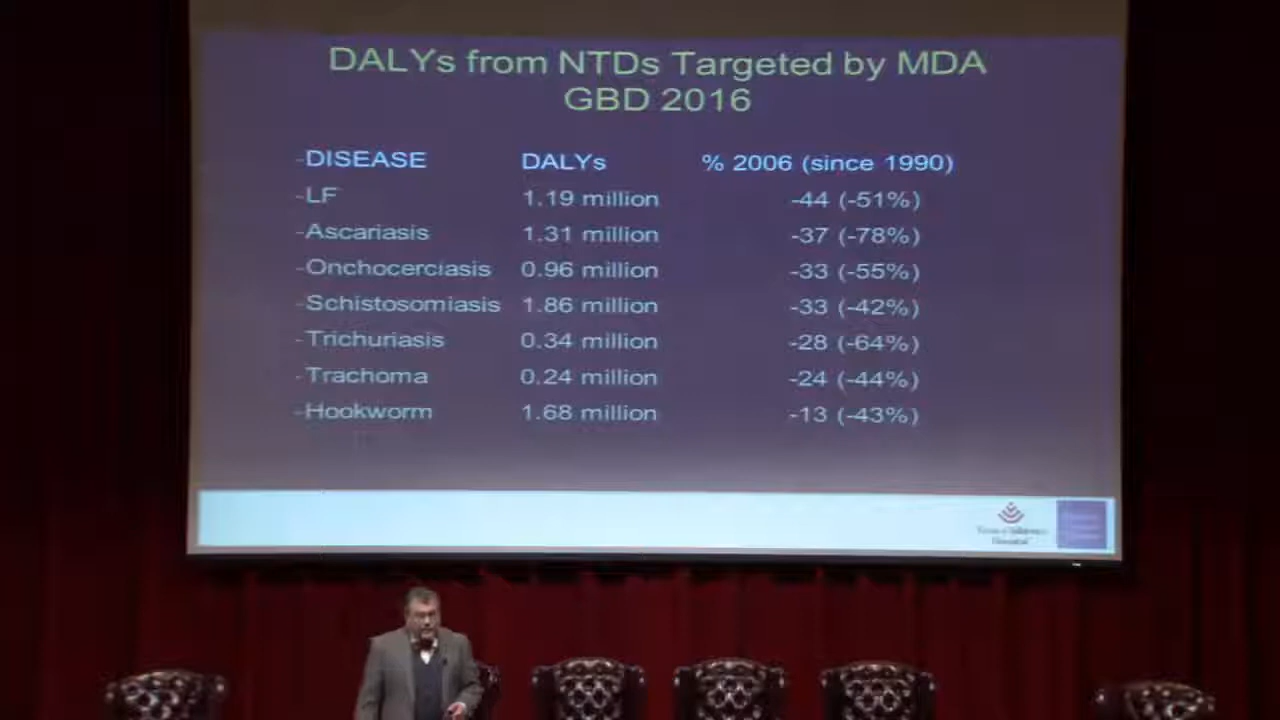 DALYs from NTDs Targeted by MDA
GBD 2016
-DISEASE DALYs % 2006 (since 1990)
-LF 1.19 million -44 (-51%)
-Ascariasis 1.31 million -37 (-78%)
-Onchocerciasis 0.96 million -33 (-55%)
-Schistosomiasis 1.86 million -33 (-42%)
-Trichuriasis 0.34 million -28 (-64%)
-Trachoma 0.24 million -24 (-44%)
-Hookworm 1.68 million -13 (-43%)